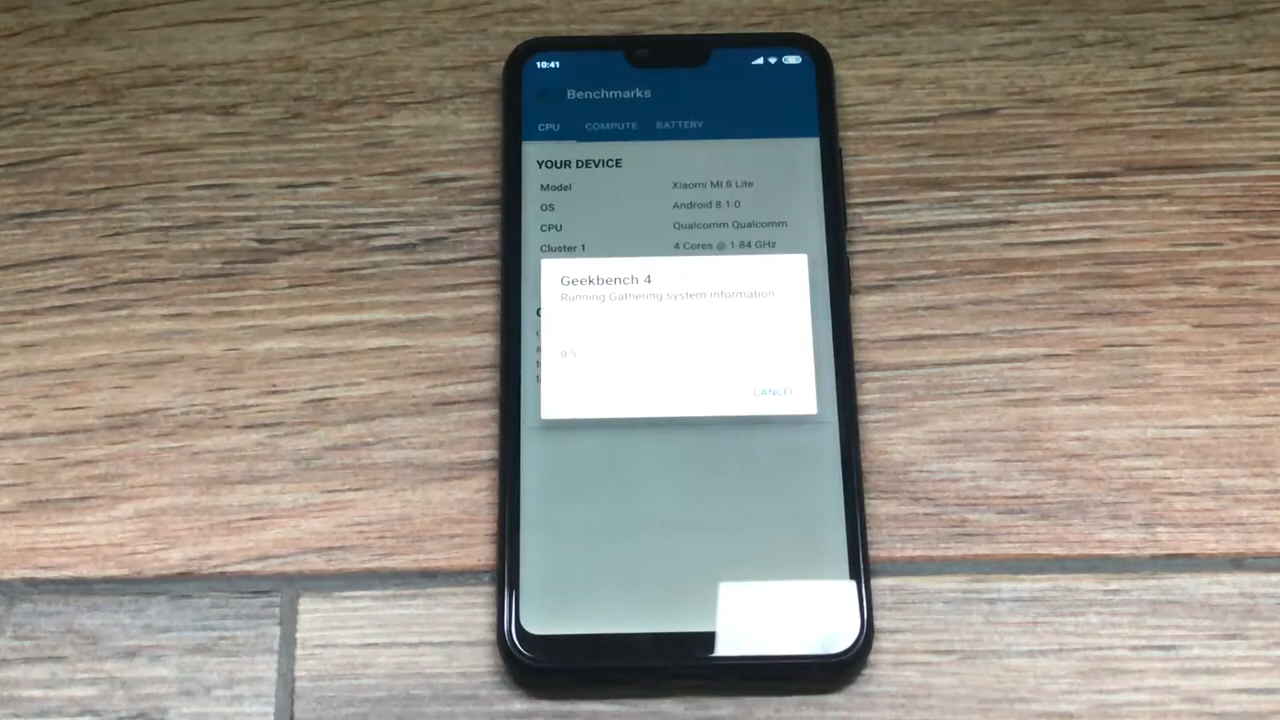 10:41
Benchmarks
CPU COMPUTE BATTERY
YOUR DEVICE
Model Xiaomi MI 8 Lite
OS Android 8.1.0
CPU Qualcomm Qualcomm
Cluster 1 4 Cores @ 1.84 GHz
Geekbench 4
Running Gathering system information
0 %
CANCEL